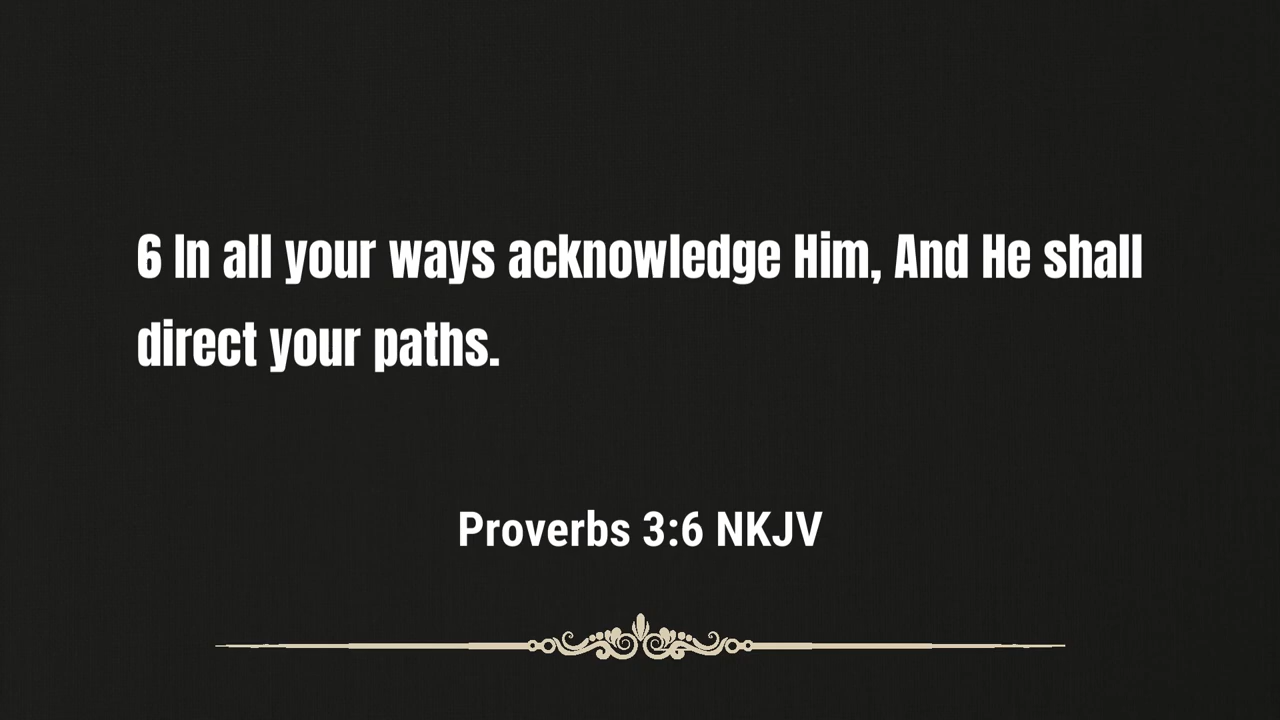 6 In all your ways acknowledge Him, And He shall
direct your paths.
Proverbs 3:6 NKJV